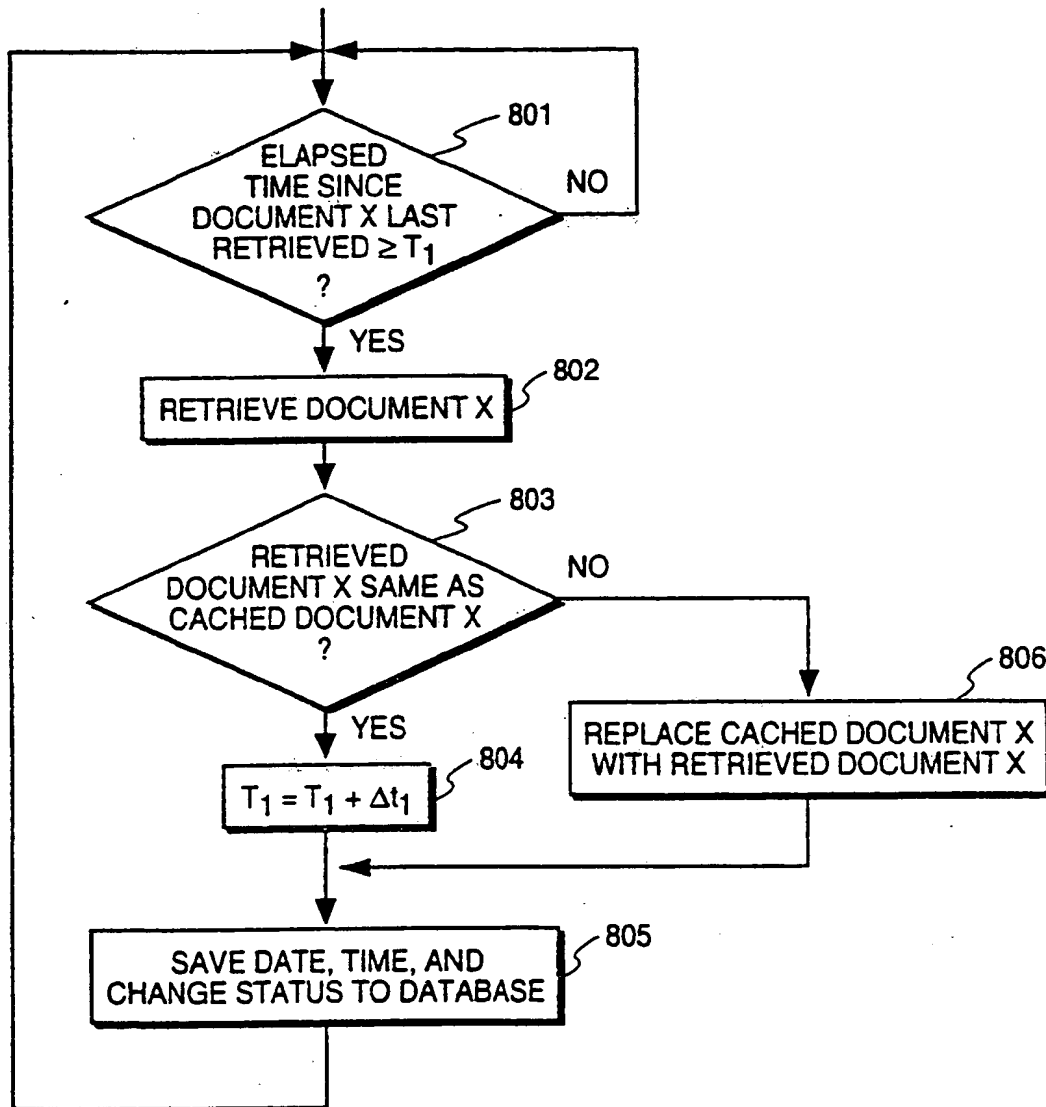 801
ELAPSED
TIME SINCE
DOCUMENT X LAST
RETRIEVED ≥ T1
?
NO
YES
802
RETRIEVE DOCUMENT X
803
RETRIEVED
DOCUMENT X SAME AS
CACHED DOCUMENT X
?
NO
YES
806
REPLACE CACHED DOCUMENT X
WITH RETRIEVED DOCUMENT X
804
T1 = T1 + Δt1
805
SAVE DATE, TIME, AND
CHANGE STATUS TO DATABASE